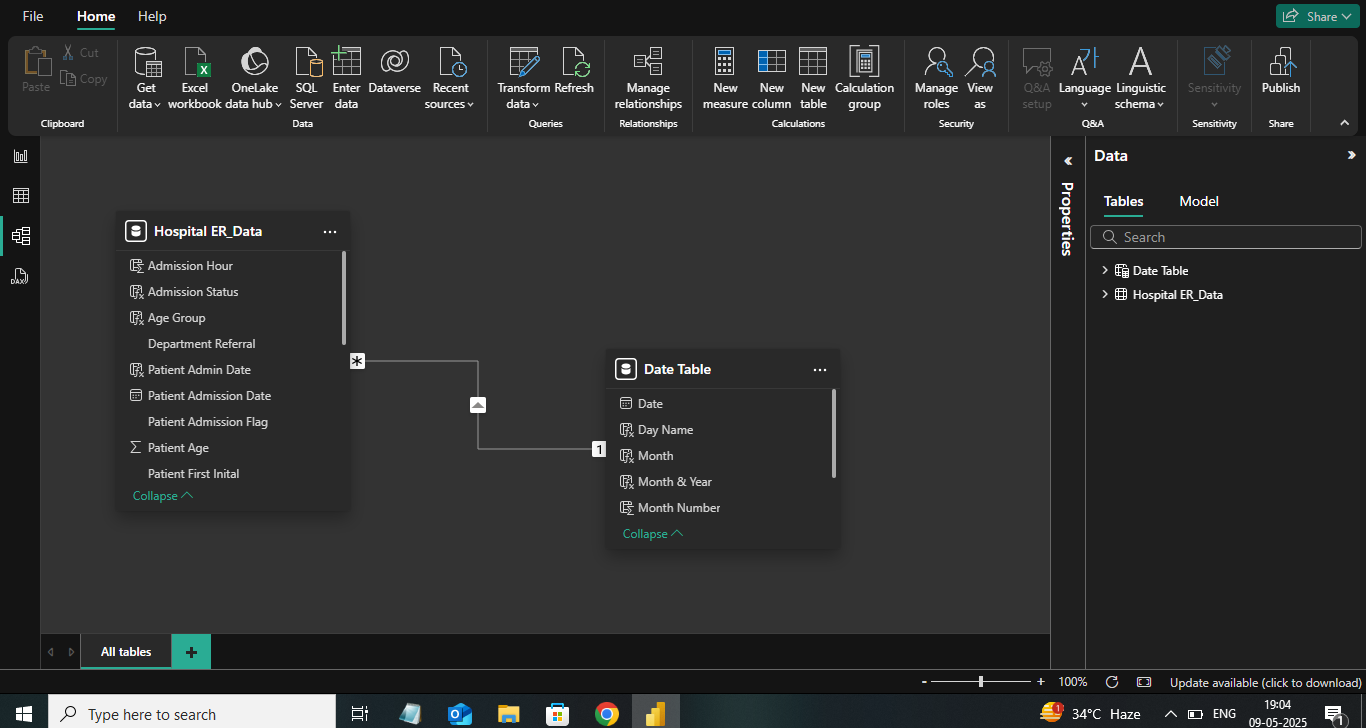 File Home Help
Share
Paste
Cut
Copy
Clipboard
Get data
Excel workbook
OneLake data hub
SQL Server
Enter data
Dataverse
Recent sources
Data
Transform data
Refresh
Queries
Manage relationships
Relationships
New measure
New column
New table
Calculation group
Calculations
Manage roles
View as
Security
Q&A setup
Language
Linguistic schema
Q&A
Sensitivity
Sensitivity
Publish
Share
DAX
Hospital ER_Data
Admission Hour
Admission Status
Age Group
Department Referral
Patient Admin Date
Patient Admission Date
Patient Admission Flag
Patient Age
Patient First Inital
Collapse
*
1
Date Table
Date
Day Name
Month
Month & Year
Month Number
Collapse
Properties
Data
Tables Model
Search
Date Table
Hospital ER_Data
All tables
+
- + 100% Update available (click to download)
Type here to search
1
34°C Haze
ENG
19:04
09-05-2025
1